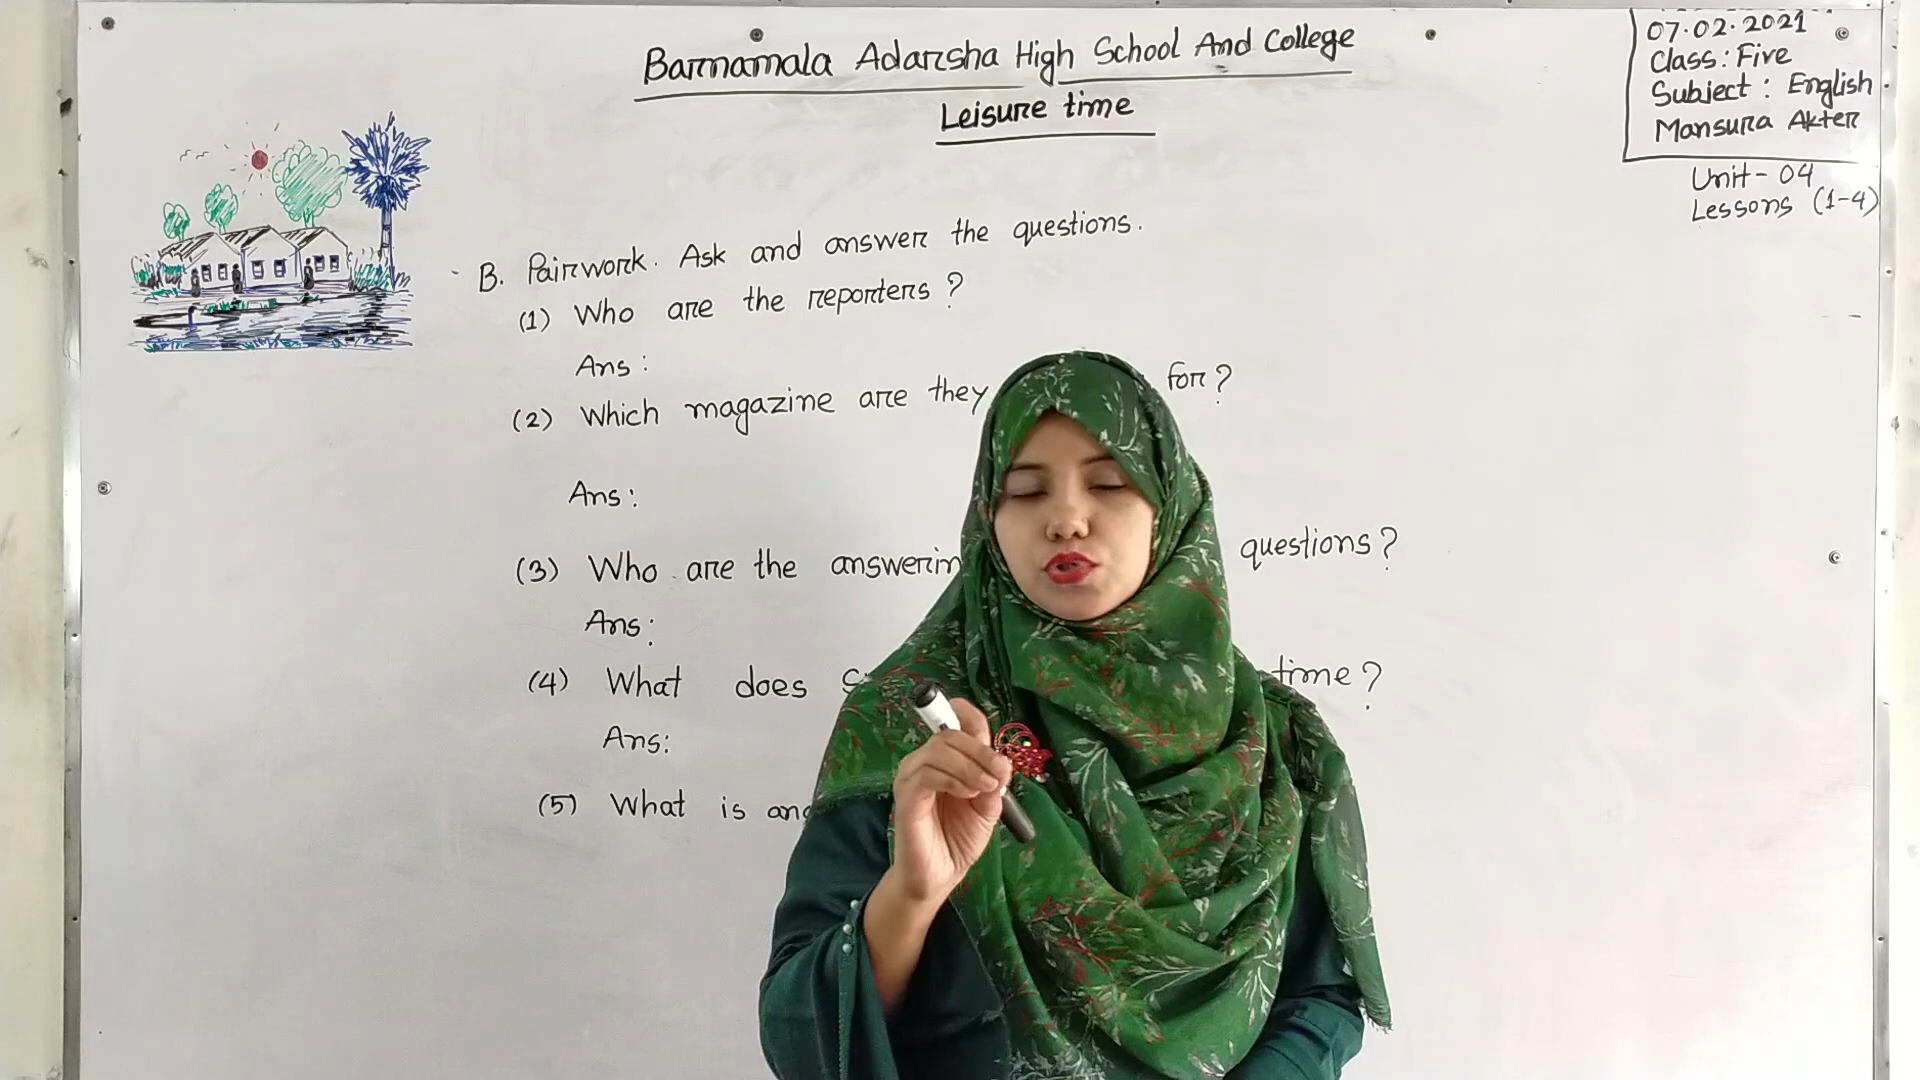 Barnamala Adarsha High School And College
Leisure time
07.02.2021
Class: Five
Subject: English
Mansura Akter
Unit- 04
Lessons (1-4)
B. Pairwork. Ask and answer the questions.
(1) Who are the reporters?
Ans:
(2) Which magazine are they for?
Ans:
(3) Who are the questions?
Ans:
(4) What does time?
Ans:
(5) What is